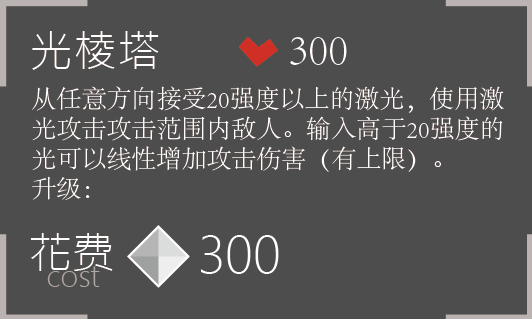 光棱塔 300
从任意方向接受20强度以上的激光，使用激
光攻击攻击范围内敌人。输入高于20强度的
光可以线性增加攻击伤害（有上限）。
升级：
花费 300
cost